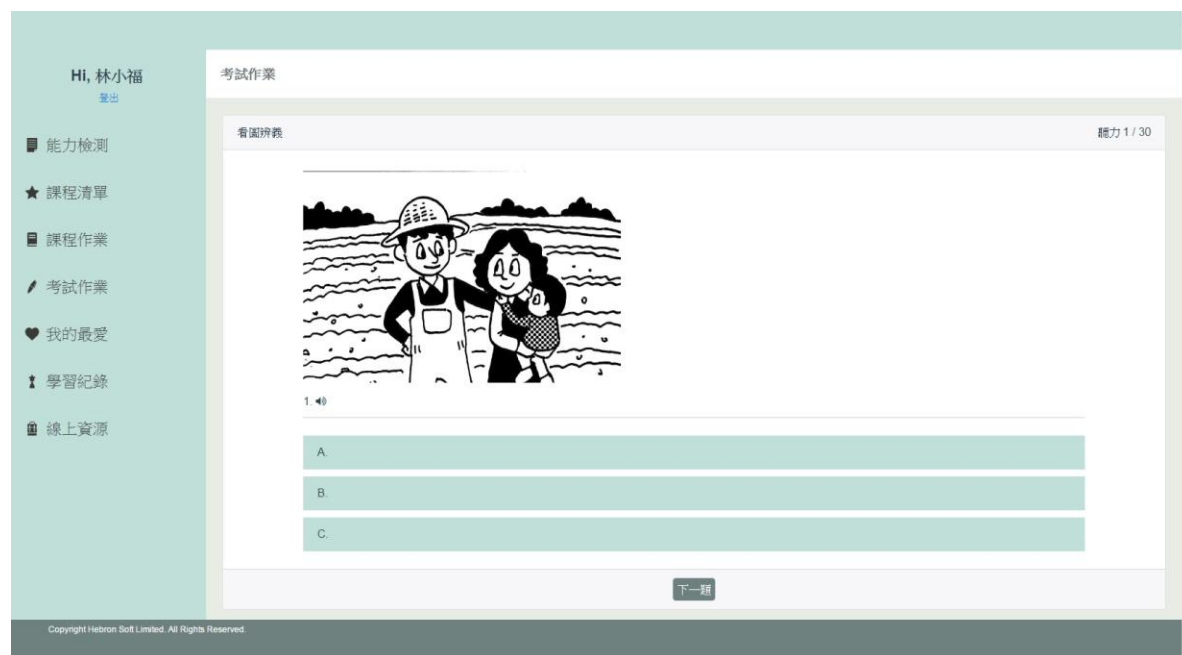 Hi, 林小福
登出
能力檢測
課程清單
課程作業
考試作業
我的最愛
學習紀錄
線上資源
考試作業
看圖辨義
聽力 1 / 30
1.
A.
B.
C.
下一題
Copyright Hebron Soft Limited. All Rights Reserved.